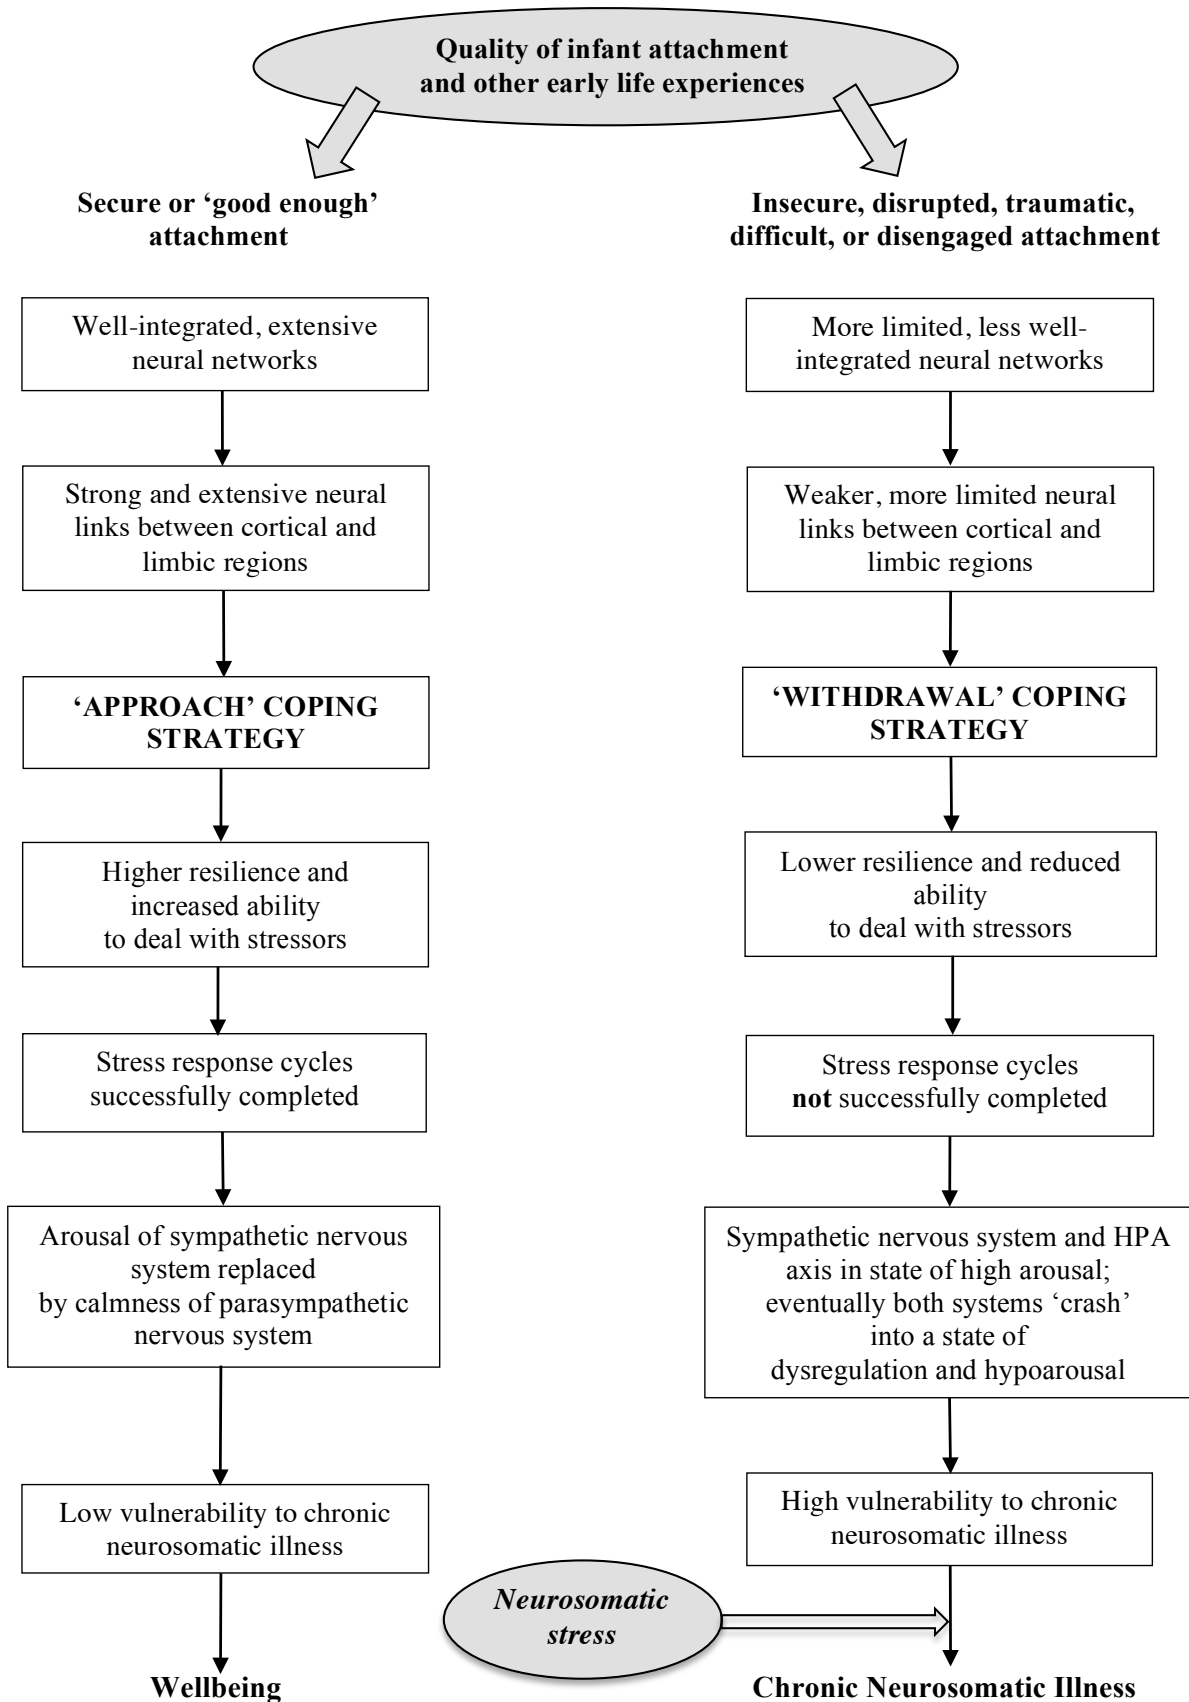 Quality of infant attachment
and other early life experiences
Secure or ‘good enough’
attachment
Insecure, disrupted, traumatic,
difficult, or disengaged attachment
Well-integrated, extensive
neural networks
More limited, less well-
integrated neural networks
Strong and extensive neural
links between cortical and
limbic regions
Weaker, more limited neural
links between cortical and
limbic regions
‘APPROACH’ COPING
STRATEGY
‘WITHDRAWAL’ COPING
STRATEGY
Higher resilience and
increased ability
to deal with stressors
Lower resilience and reduced
ability
to deal with stressors
Stress response cycles
successfully completed
Stress response cycles
not successfully completed
Arousal of sympathetic nervous
system replaced
by calmness of parasympathetic
nervous system
Sympathetic nervous system and HPA
axis in state of high arousal;
eventually both systems ‘crash’
into a state of
dysregulation and hypoarousal
Low vulnerability to chronic
neurosomatic illness
High vulnerability to chronic
neurosomatic illness
Neurosomatic
stress
Wellbeing
Chronic Neurosomatic Illness